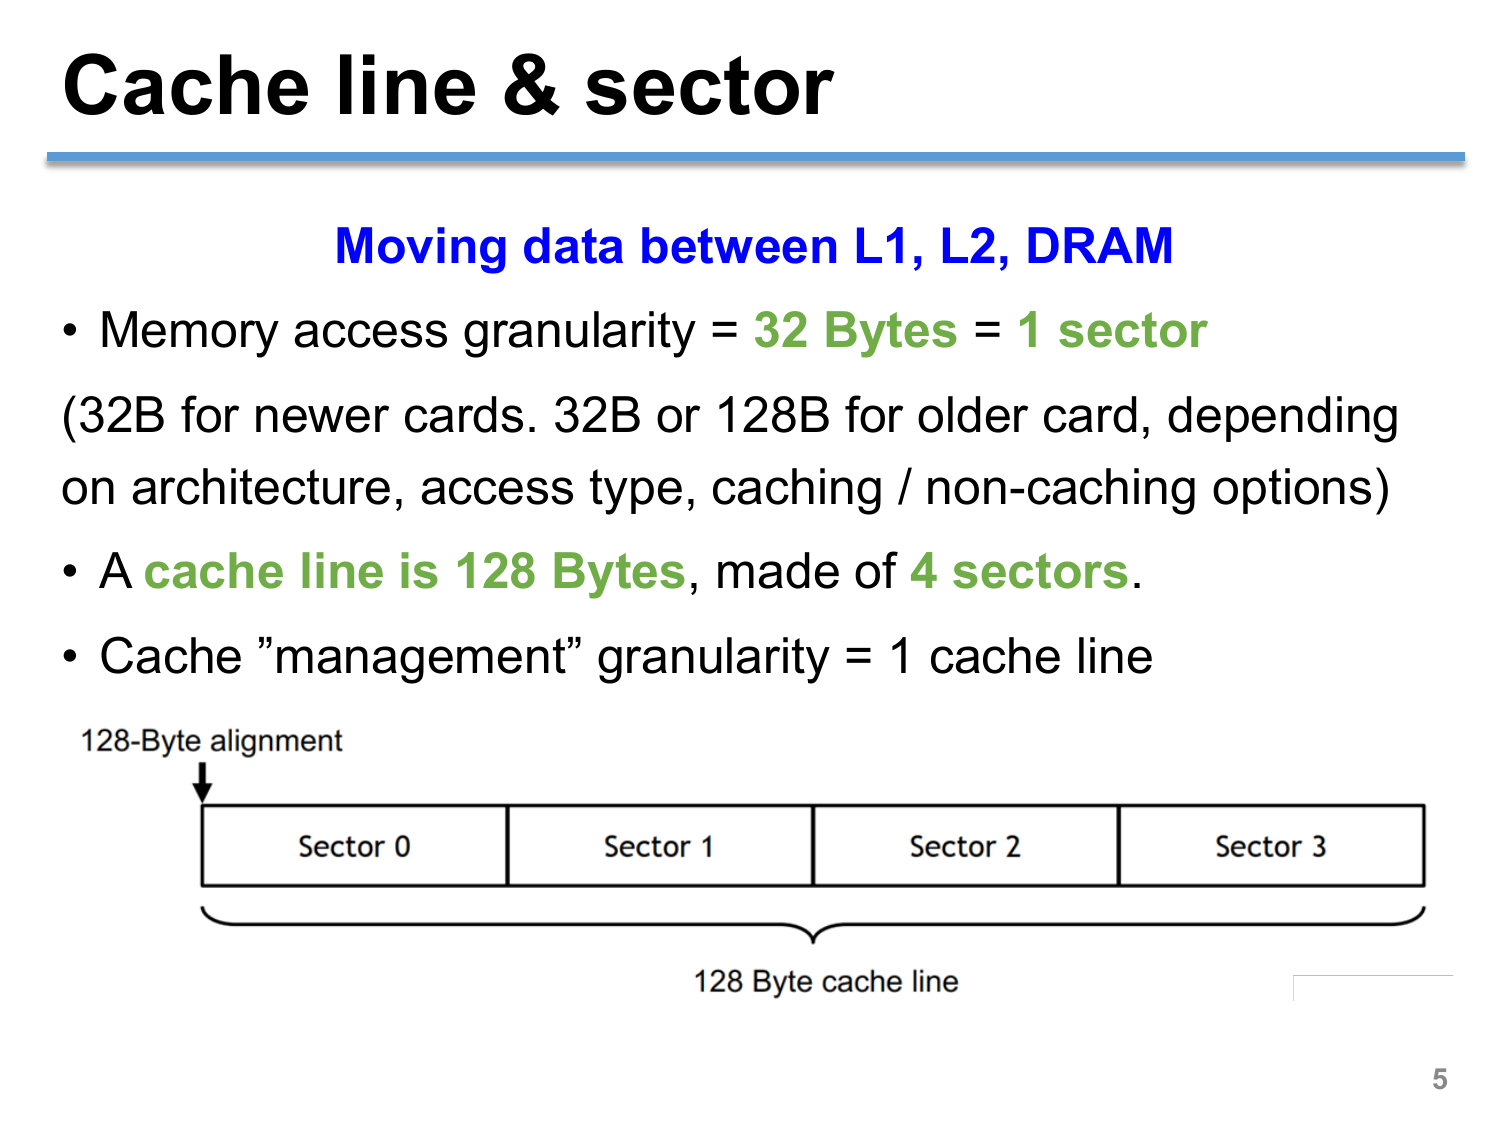 Cache line & sector
Moving data between L1, L2, DRAM
• Memory access granularity = 32 Bytes = 1 sector
(32B for newer cards. 32B or 128B for older card, depending
on architecture, access type, caching / non-caching options)
• A cache line is 128 Bytes, made of 4 sectors.
• Cache ”management” granularity = 1 cache line
128-Byte alignment
Sector 0 Sector 1 Sector 2 Sector 3
128 Byte cache line
5